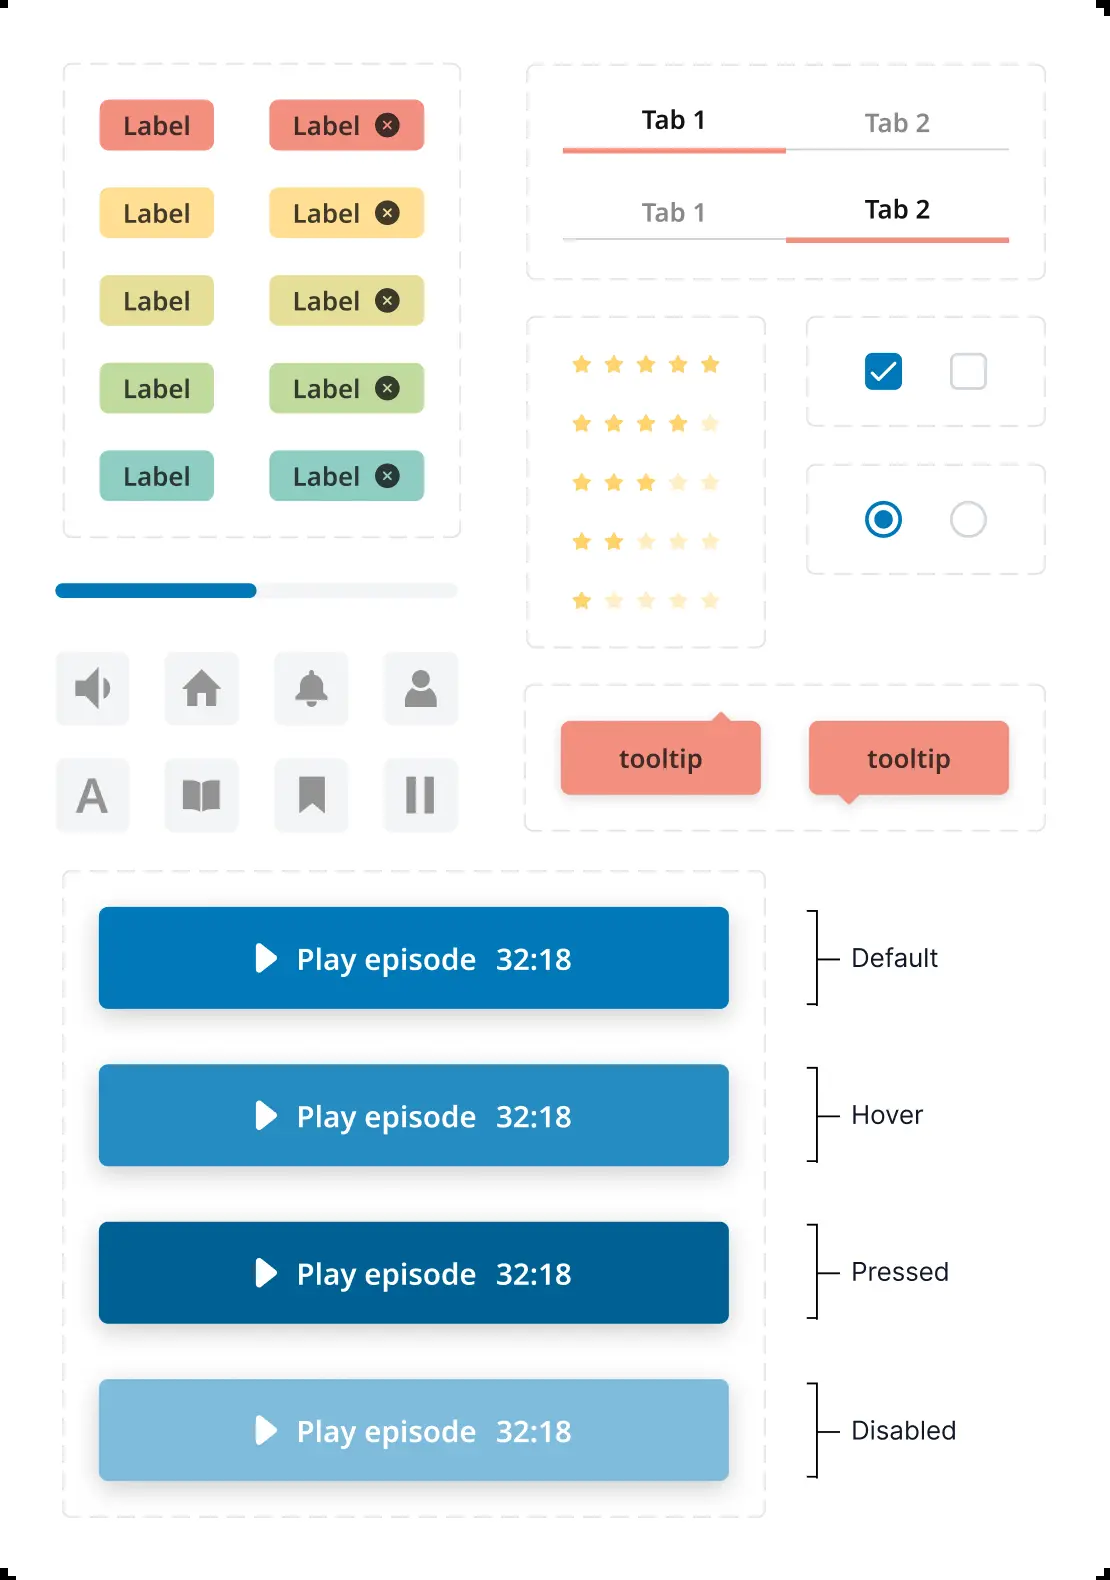 Label
Label
Label
Label
Label
Label
Label
Label
Label
Label
Tab 1
Tab 2
Tab 1
Tab 2
A
tooltip
tooltip
Play episode 32:18
Default
Play episode 32:18
Hover
Play episode 32:18
Pressed
Play episode 32:18
Disabled